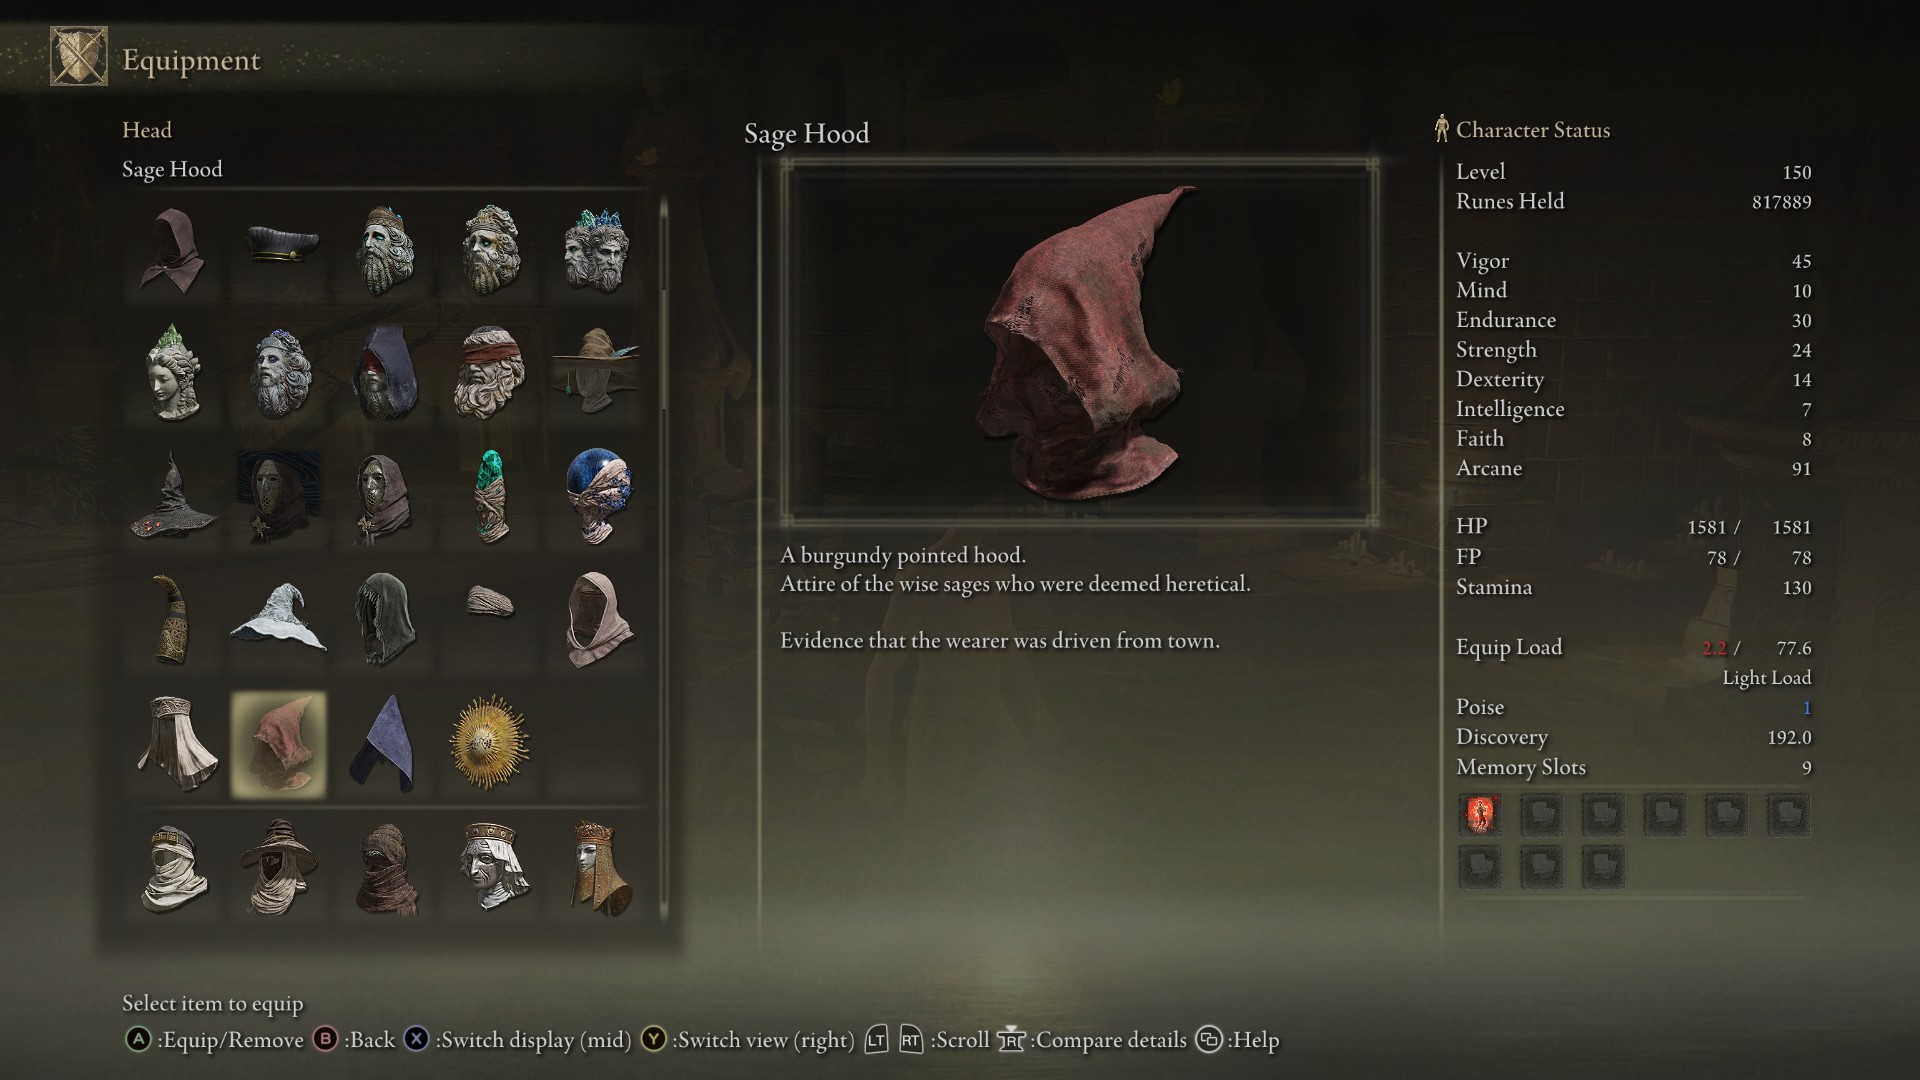 Equipment
Head
Sage Hood
Sage Hood
A burgundy pointed hood.
Attire of the wise sages who were deemed heretical.
Evidence that the wearer was driven from town.
Character Status
Level 150
Runes Held 817889
Vigor 45
Mind 10
Endurance 30
Strength 24
Dexterity 14
Intelligence 7
Faith 8
Arcane 91
HP 1581 / 1581
FP 78 / 78
Stamina 130
Equip Load 2.2 / 77.6
Light Load
Poise 1
Discovery 192.0
Memory Slots 9
Select item to equip
A :Equip/Remove B :Back X :Switch display (mid) Y :Switch view (right) LT RT :Scroll R :Compare details :Help